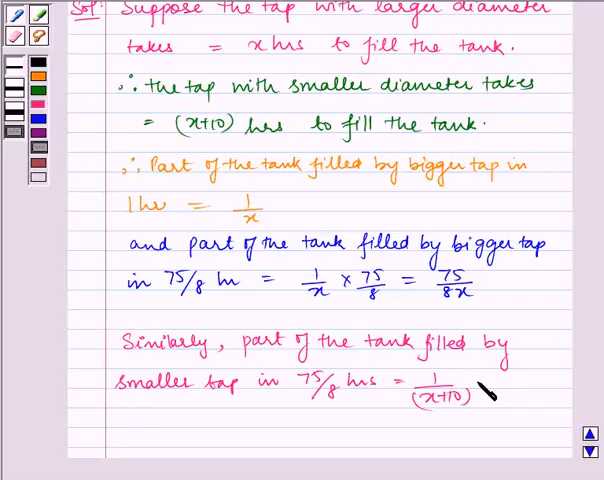 Sol: Suppose the tap with larger diameter
takes = x hrs to fill the tank.
∴ the tap with smaller diameter takes
= (x+10) hrs to fill the tank.
∴ Part of the tank filled by bigger tap in
1hr = 1/x
and part of the tank filled by bigger tap
in 75/8 hr = 1/x × 75/8 = 75/8x
Similarly, part of the tank filled by
smaller tap in 75/8 hrs = 1/(x+10)